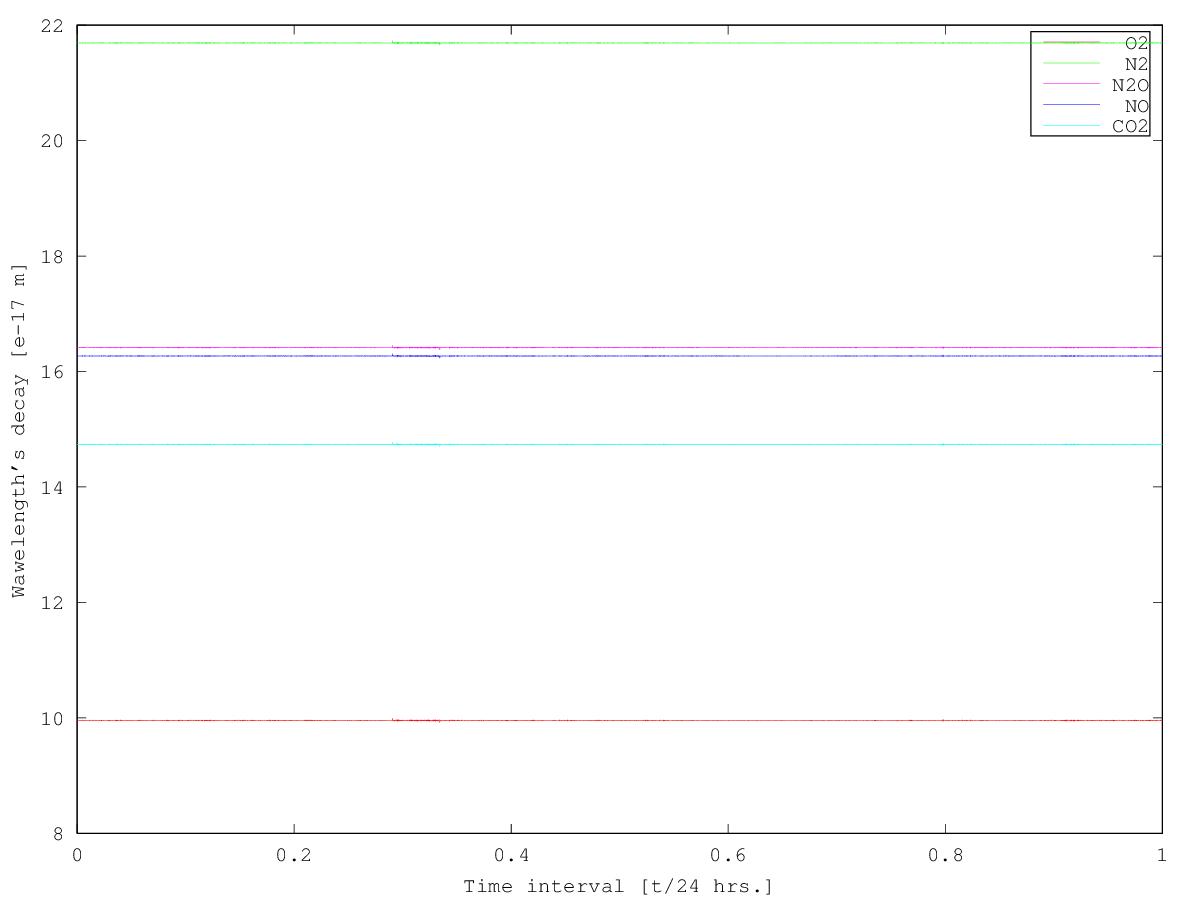 22
20
18
16
14
12
10
8
0
0.2
0.4
0.6
0.8
1
Wawelength's decay [e-17 m]
Time interval [t/24 hrs.]
O2
N2
N2O
NO
CO2